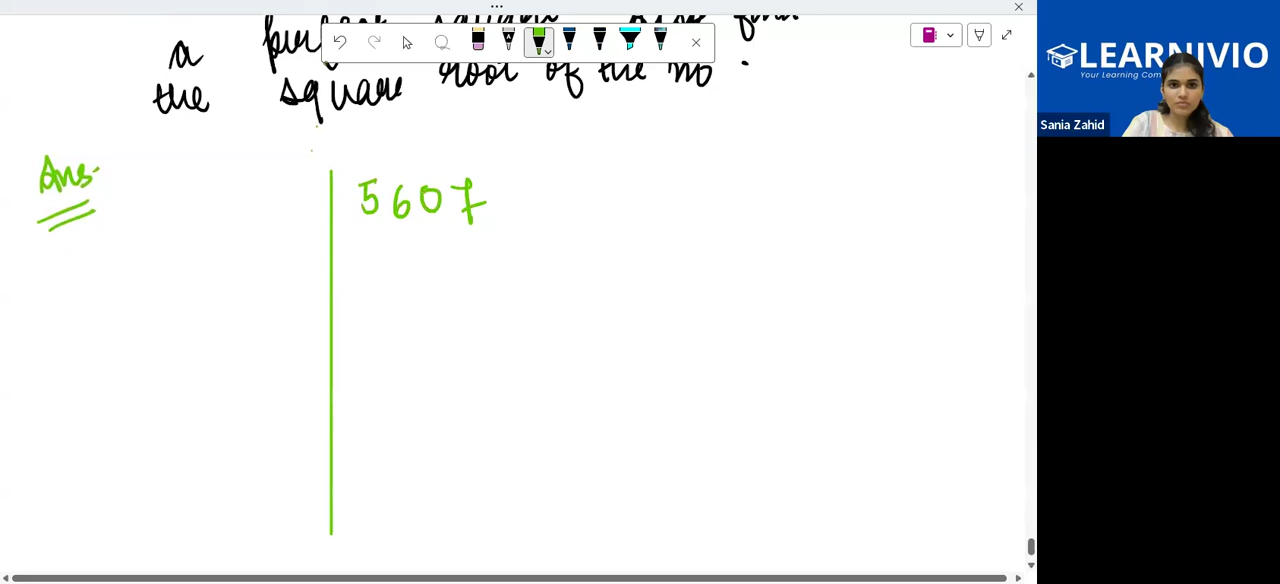 a
the square root of the no.
Ans.
5607
LEARNIVIO
Your Learning Com
Sania Zahid